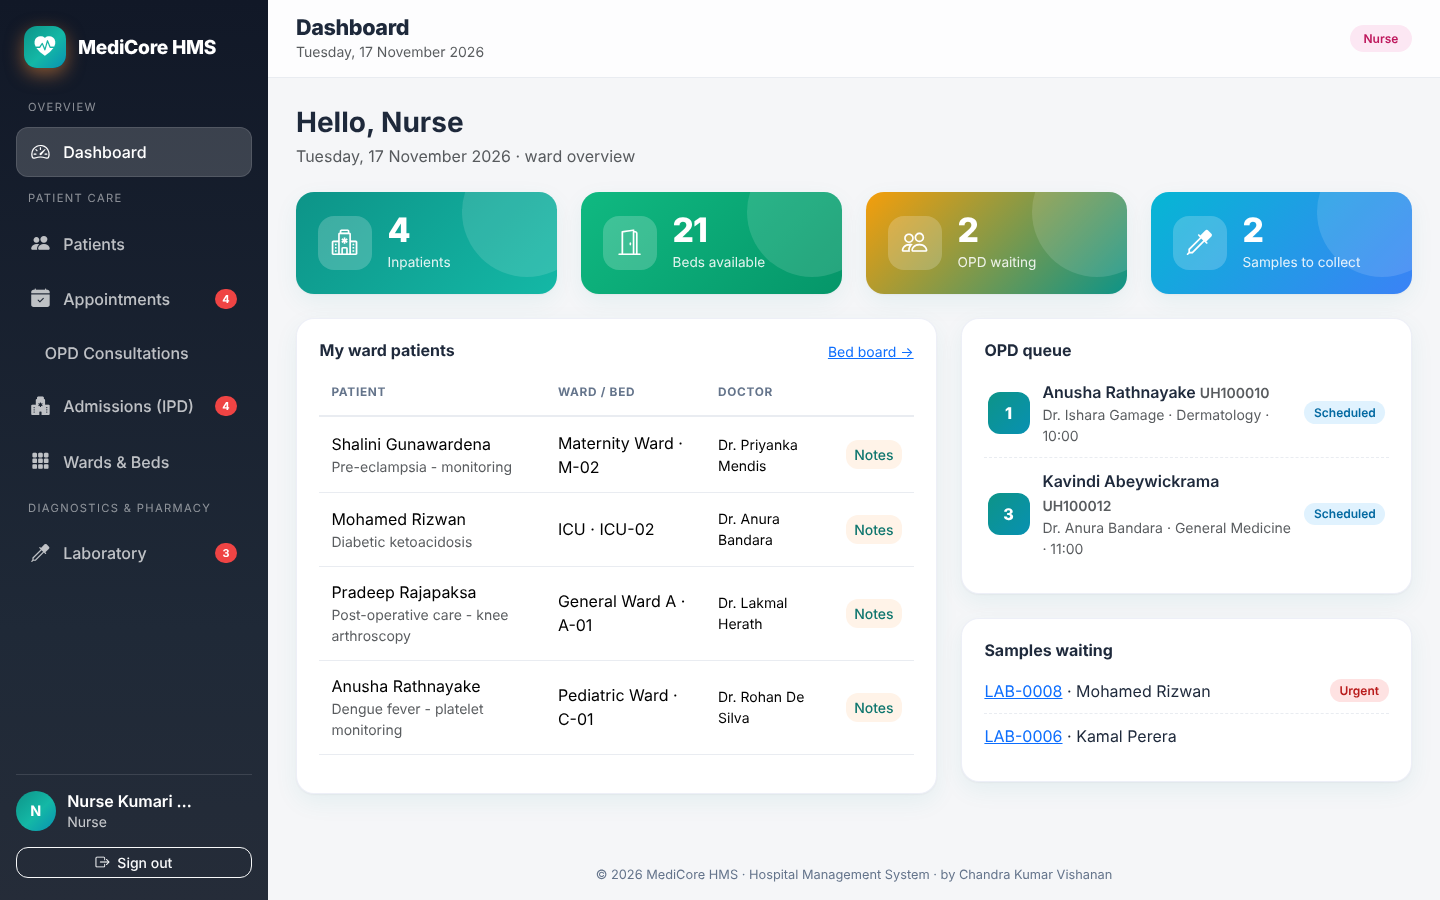 MediCore HMS
OVERVIEW
Dashboard
PATIENT CARE
Patients
Appointments 4
OPD Consultations
Admissions (IPD) 4
Wards & Beds
DIAGNOSTICS & PHARMACY
Laboratory 3
N
Nurse Kumari ...
Nurse
Sign out
Dashboard
Tuesday, 17 November 2026
Nurse
Hello, Nurse
Tuesday, 17 November 2026 · ward overview
4
Inpatients
21
Beds available
2
OPD waiting
2
Samples to collect
My ward patients
Bed board →
PATIENT WARD / BED DOCTOR
Shalini Gunawardena
Pre-eclampsia - monitoring
Maternity Ward ·
M-02
Dr. Priyanka
Mendis
Notes
Mohamed Rizwan
Diabetic ketoacidosis
ICU · ICU-02
Dr. Anura
Bandara
Notes
Pradeep Rajapaksa
Post-operative care - knee
arthroscopy
General Ward A ·
A-01
Dr. Lakmal
Herath
Notes
Anusha Rathnayake
Dengue fever - platelet
monitoring
Pediatric Ward ·
C-01
Dr. Rohan De
Silva
Notes
OPD queue
1
Anusha Rathnayake UH100010
Dr. Ishara Gamage · Dermatology ·
10:00
Scheduled
3
Kavindi Abeywickrama
UH100012
Dr. Anura Bandara · General Medicine
· 11:00
Scheduled
Samples waiting
LAB-0008 · Mohamed Rizwan
Urgent
LAB-0006 · Kamal Perera
© 2026 MediCore HMS · Hospital Management System · by Chandra Kumar Vishanan